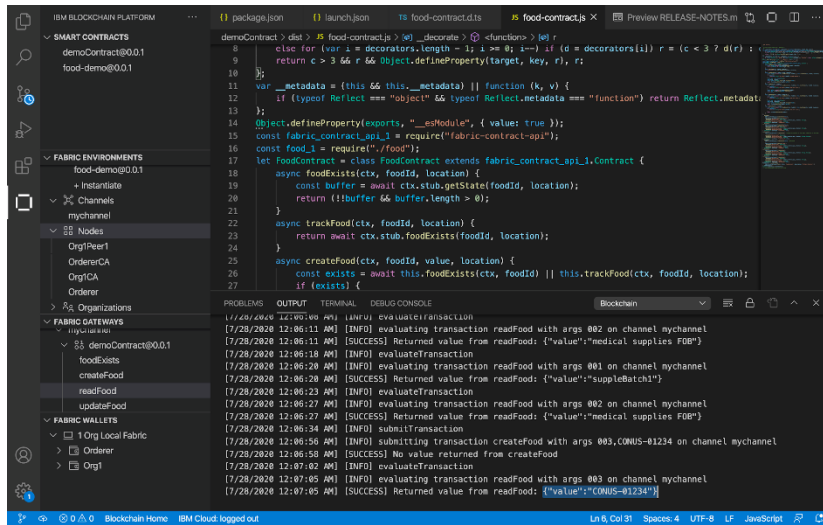 IBM BLOCKCHAIN PLATFORM ···
SMART CONTRACTS
demoContract@0.0.1
food-demo@0.0.1
FABRIC ENVIRONMENTS
food-demo@0.0.1
+ Instantiate
Channels
mychannel
Nodes
Org1Peer1
OrdererCA
Org1CA
Orderer
Organizations
FABRIC GATEWAYS
mychannel
demoContract@0.0.1
foodExists
createFood
readFood
updateFood
FABRIC WALLETS
1 Org Local Fabric
Orderer
Org1
{} package.json {} launch.json TS food-contract.d.ts JS food-contract.js × Preview RELEASE-NOTES.m ···
demoContract > dist > JS food-contract.js > __decorate > <function> > r
8 else for (var i = decorators.length - 1; i >= 0; i--) if (d = decorators[i]) r = (c < 3 ? d(r) :
9 return c > 3 && r && Object.defineProperty(target, key, r), r;
10 };
11 var __metadata = (this && this.__metadata) || function (k, v) {
12 if (typeof Reflect === "object" && typeof Reflect.metadata === "function") return Reflect.metadat
13 };
14 Object.defineProperty(exports, "__esModule", { value: true });
15 const fabric_contract_api_1 = require("fabric-contract-api");
16 const food_1 = require("./food");
17 let FoodContract = class FoodContract extends fabric_contract_api_1.Contract {
18 async foodExists(ctx, foodId, location) {
19 const buffer = await ctx.stub.getState(foodId, location);
20 return (!!buffer && buffer.length > 0);
21 }
22 async trackFood(ctx, foodId, location) {
23 return await ctx.stub.foodExists(foodId, location);
24 }
25 async createFood(ctx, foodId, value, location) {
26 const exists = await this.foodExists(ctx, foodId) || this.trackFood(ctx, foodId, location);
27 if (exists) {
PROBLEMS OUTPUT TERMINAL DEBUG CONSOLE Blockchain
[7/28/2020 12:06:08 AM] [INFO] evaluateTransaction
[7/28/2020 12:06:11 AM] [INFO] evaluating transaction readFood with args 002 on channel mychannel
[7/28/2020 12:06:11 AM] [SUCCESS] Returned value from readFood: {"value":"medical supplies FOB"}
[7/28/2020 12:06:18 AM] [INFO] evaluateTransaction
[7/28/2020 12:06:20 AM] [INFO] evaluating transaction readFood with args 001 on channel mychannel
[7/28/2020 12:06:20 AM] [SUCCESS] Returned value from readFood: {"value":"suppleBatch1"}
[7/28/2020 12:06:23 AM] [INFO] evaluateTransaction
[7/28/2020 12:06:27 AM] [INFO] evaluating transaction readFood with args 002 on channel mychannel
[7/28/2020 12:06:27 AM] [SUCCESS] Returned value from readFood: {"value":"medical supplies FOB"}
[7/28/2020 12:06:34 AM] [INFO] submitTransaction
[7/28/2020 12:06:56 AM] [INFO] submitting transaction createFood with args 003,CONUS-01234 on channel mychannel
[7/28/2020 12:06:58 AM] [SUCCESS] No value returned from createFood
[7/28/2020 12:07:02 AM] [INFO] evaluateTransaction
[7/28/2020 12:07:05 AM] [INFO] evaluating transaction readFood with args 003 on channel mychannel
[7/28/2020 12:07:05 AM] [SUCCESS] Returned value from readFood: {"value":"CONUS-01234"}
0 0 Blockchain Home IBM Cloud: logged out Ln 6, Col 31 Spaces: 4 UTF-8 LF JavaScript